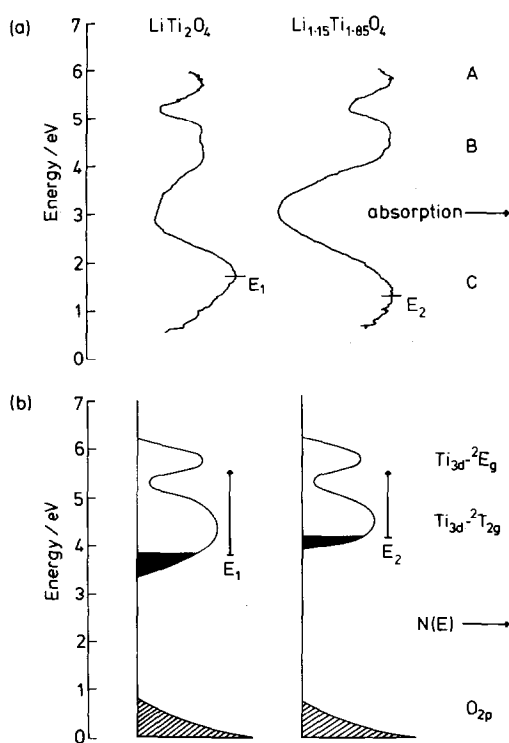 (a)
LiTi₂O₄
Li₁.₁₅Ti₁.₈₅O₄
7
6
5
4
3
2
1
0
Energy / eV
A
B
absorption
C
E₁
E₂
(b)
7
6
5
4
3
2
1
0
Energy / eV
Ti₃d-²Eg
Ti₃d-²T₂g
E₁
E₂
N(E)
O₂p